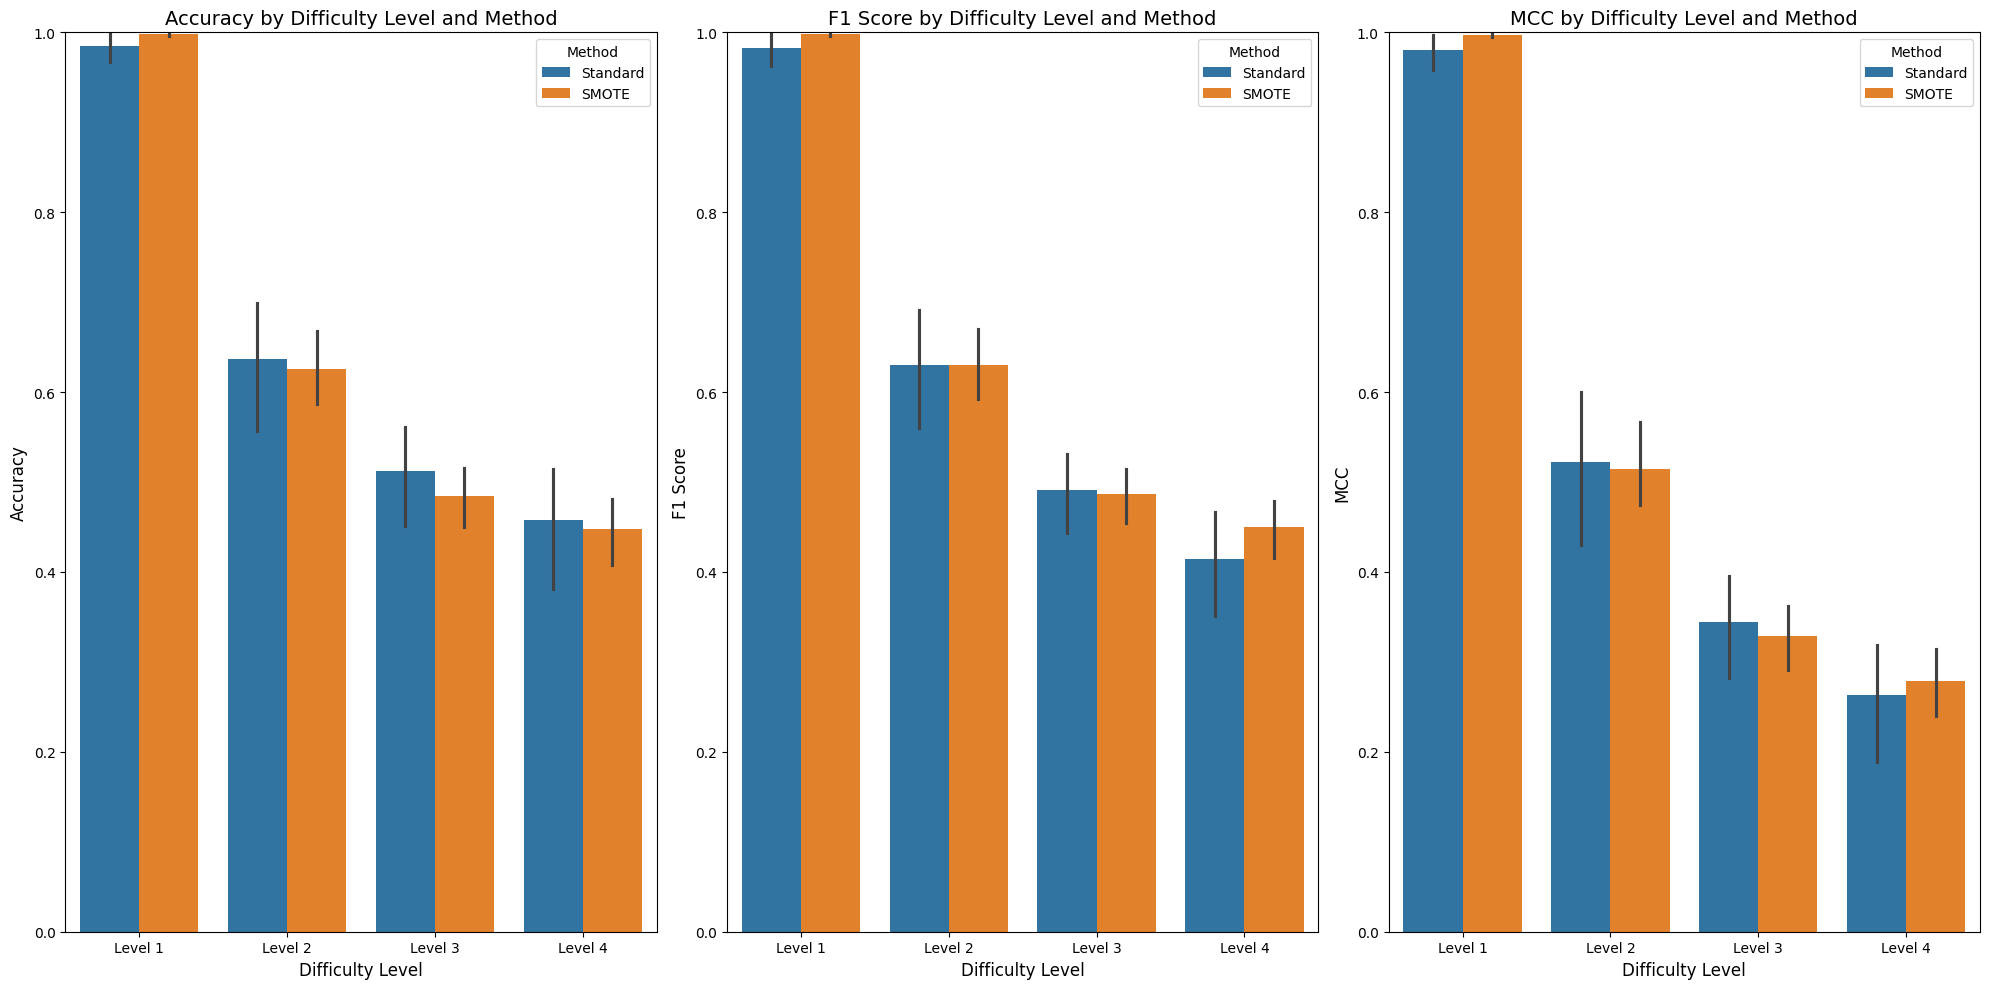 Accuracy by Difficulty Level and Method
Accuracy
1.0
0.8
0.6
0.4
0.2
0.0
Method
Standard
SMOTE
Level 1
Level 2
Level 3
Level 4
Difficulty Level
F1 Score by Difficulty Level and Method
F1 Score
1.0
0.8
0.6
0.4
0.2
0.0
Method
Standard
SMOTE
Level 1
Level 2
Level 3
Level 4
Difficulty Level
MCC by Difficulty Level and Method
MCC
1.0
0.8
0.6
0.4
0.2
0.0
Method
Standard
SMOTE
Level 1
Level 2
Level 3
Level 4
Difficulty Level